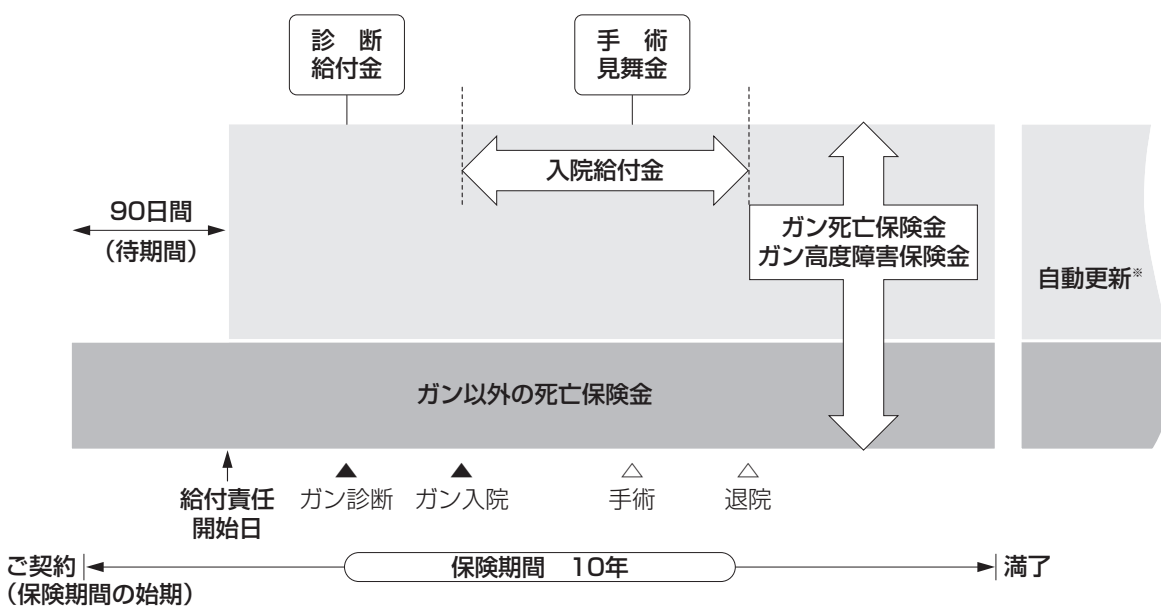 診　断
給付金
手　術
見舞金
入院給付金
90日間
（待期間）
ガン死亡保険金
ガン高度障害保険金
自動更新※
ガン以外の死亡保険金
給付責任
開始日
ガン診断
ガン入院
手術
退院
ご契約
（保険期間の始期）
保険期間　10年
満了